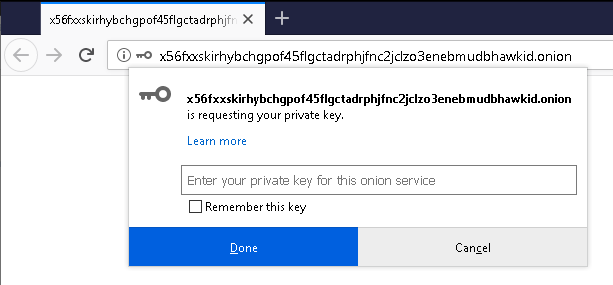 x56fxxskirhybchgpof45flgctadrphjfn
x56fxxskirhybchgpof45flgctadrphjfnc2jclzo3enebmudbhawkid.onion
x56fxxskirhybchgpof45flgctadrphjfnc2jclzo3enebmudbhawkid.onion
is requesting your private key.
Learn more
Enter your private key for this onion service
Remember this key
Done
Cancel